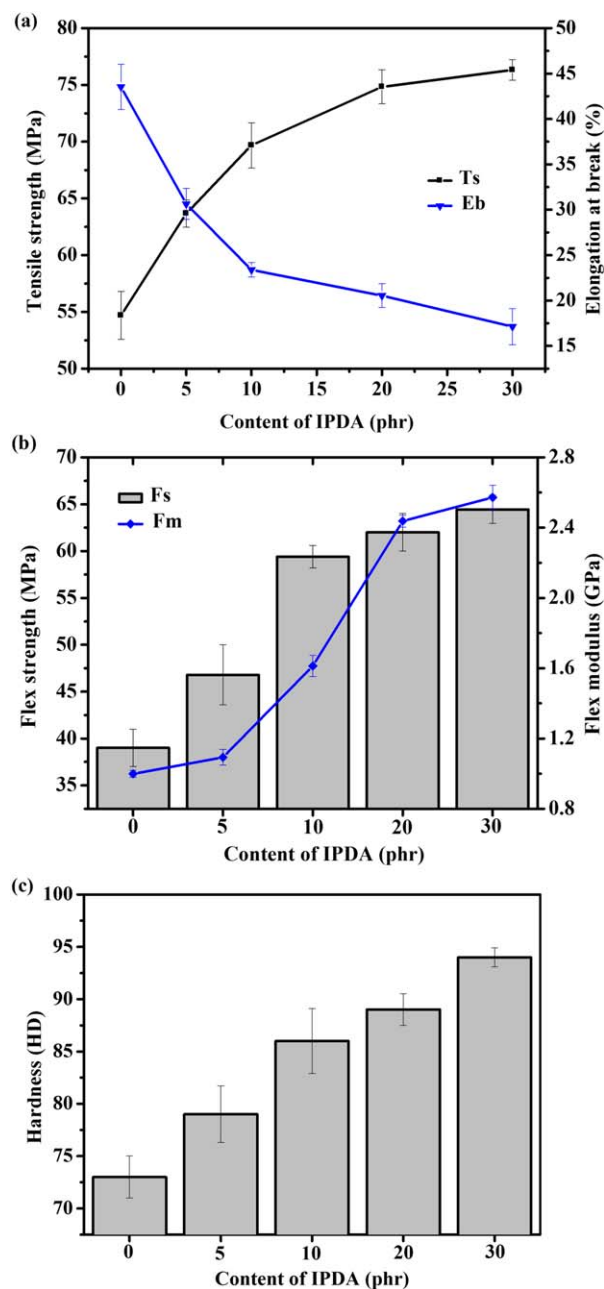 (a)
80
75
70
65
60
55
50
Tensile strength (MPa)
50
45
40
35
30
25
20
15
Elongation at break (%)
Ts
Eb
0 5 10 15 20 25 30
Content of IPDA (phr)
(b)
70
65
60
55
50
45
40
35
Flex strength (MPa)
2.8
2.4
2.0
1.6
1.2
0.8
Flex modulus (GPa)
Fs
Fm
0 5 10 20 30
Content of IPDA (phr)
(c)
100
95
90
85
80
75
70
Hardness (HD)
0 5 10 20 30
Content of IPDA (phr)